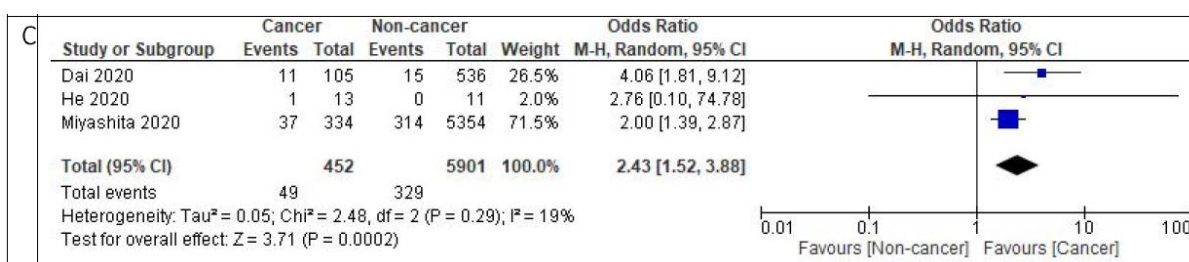 C
Cancer Non-cancer Odds Ratio Odds Ratio
Study or Subgroup Events Total Events Total Weight M-H, Random, 95% CI M-H, Random, 95% CI
Dai 2020 11 105 15 536 26.5% 4.06 [1.81, 9.12]
He 2020 1 13 0 11 2.0% 2.76 [0.10, 74.78]
Miyashita 2020 37 334 314 5354 71.5% 2.00 [1.39, 2.87]
Total (95% CI) 452 5901 100.0% 2.43 [1.52, 3.88]
Total events 49 329
Heterogeneity: Tau² = 0.05; Chi² = 2.48, df = 2 (P = 0.29); I² = 19%
Test for overall effect: Z = 3.71 (P = 0.0002)
0.01 0.1 1 10 100
Favours [Non-cancer] Favours [Cancer]